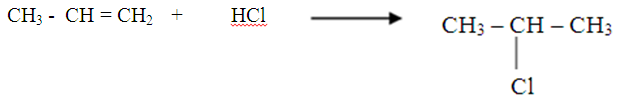 CH₃ - CH = CH₂ + HCl CH₃ – CH – CH₃
Cl